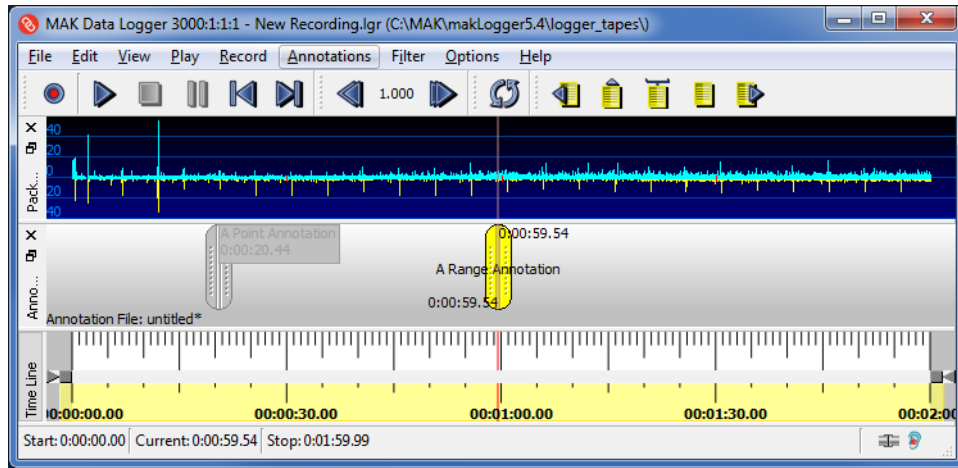 MAK Data Logger 3000:1:1:1 - New Recording.lgr (C:\MAK\makLogger5.4\logger_tapes\)
File Edit View Play Record Annotations Filter Options Help
1.000
40
20
0
20
40
Pack...
A Point Annotation
0:00:20.44
0:00:59.54
A Range Annotation
0:00:59.54
Anno...
Annotation File: untitled*
Time Line
00:00:00.00 00:00:30.00 00:01:00.00 00:01:30.00 00:02:00
Start: 0:00:00.00 Current: 0:00:59.54 Stop: 0:01:59.99